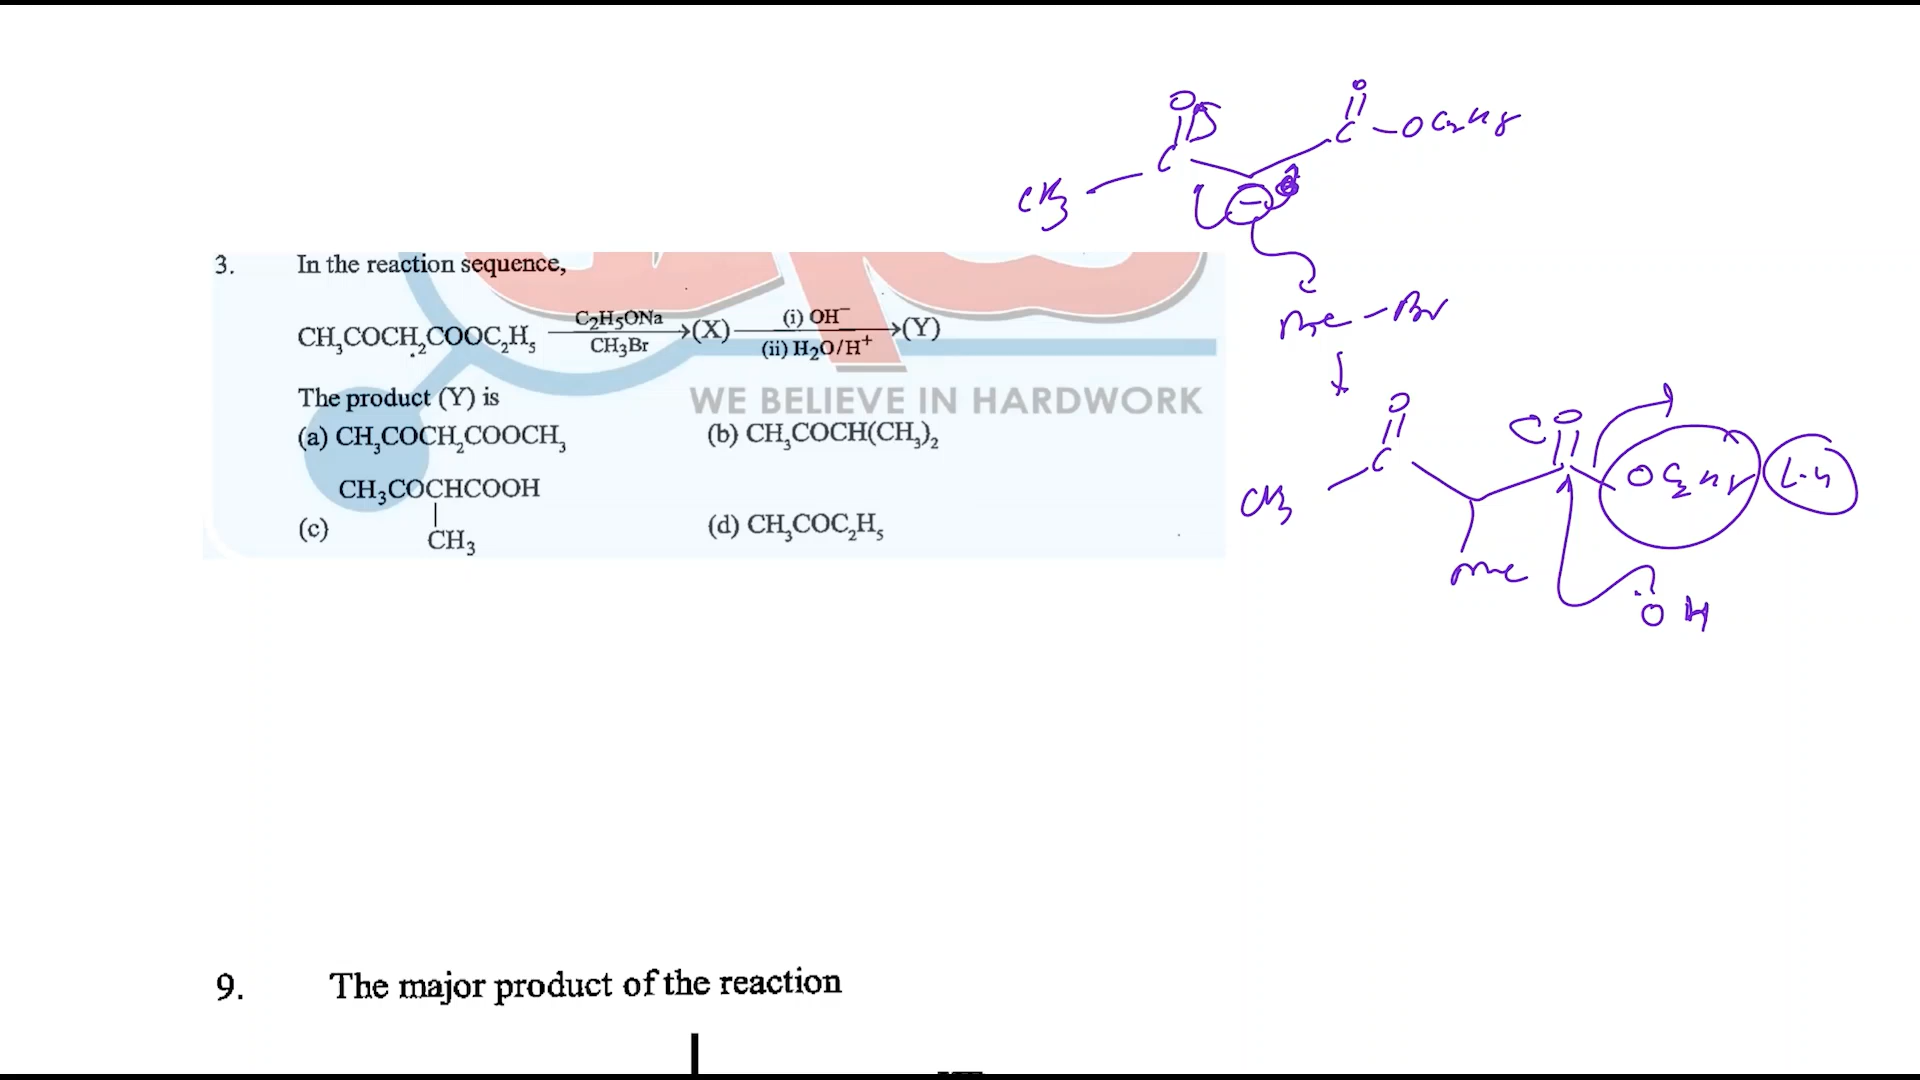 O
C
CH3
O
C-OC2H5
−
Me-Br
3. In the reaction sequence,
CH3COCH2COOC2H5 C2H5ONa CH3Br →(X) (i) OH− (ii) H2O/H+ →(Y)
The product (Y) is
WE BELIEVE IN HARDWORK
(a) CH3COCH2COOCH3 (b) CH3COCH(CH3)2
(c) CH3COCHCOOH
|
CH3
(d) CH3COC2H5
O
C
CH3
O
OC2H5
Me
OH
9. The major product of the reaction